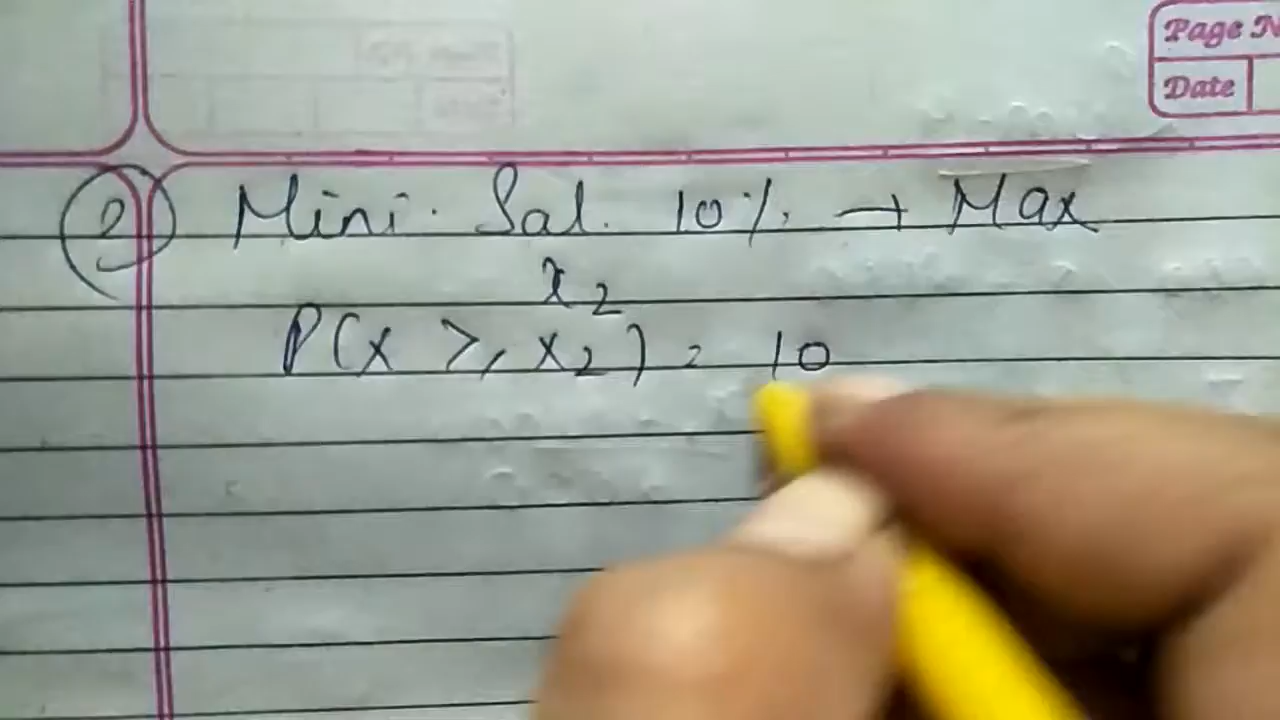 Page N
Date
2 Mini. Sal. 10% → Max
x2
P(x ≥ x2) = 10